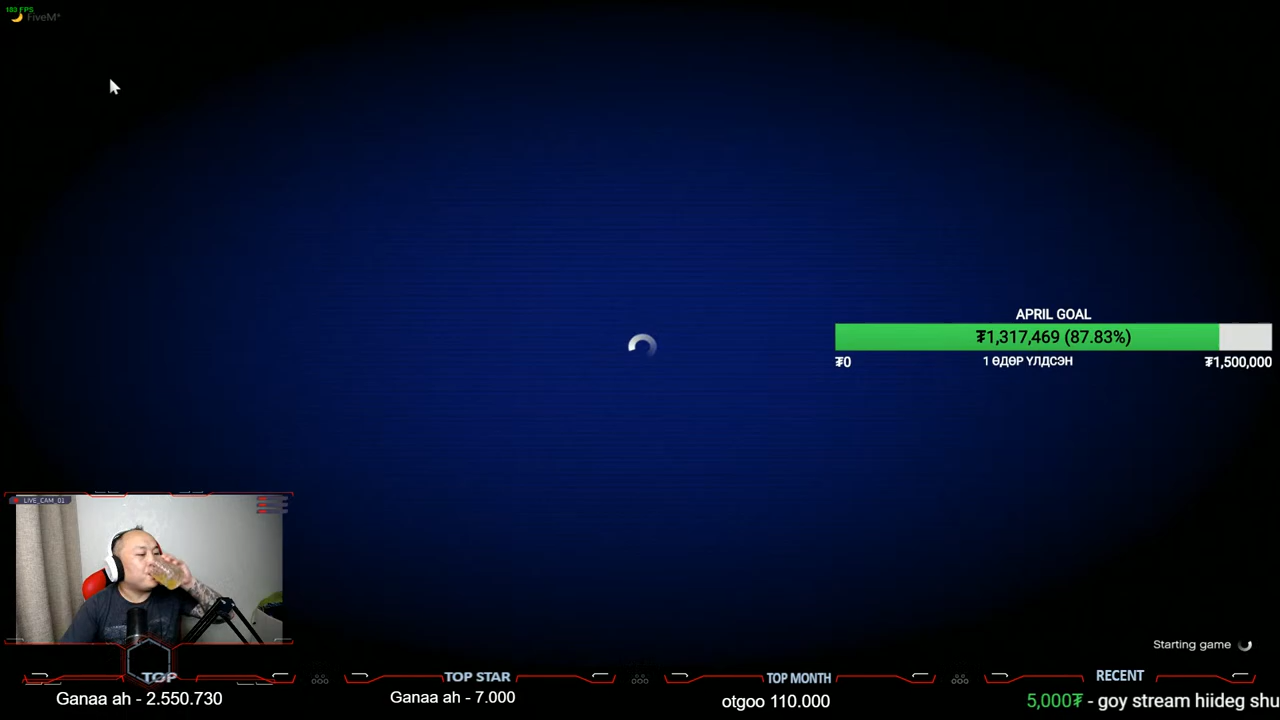 180 FPS
FiveM*
APRIL GOAL
₮1,317,469 (87.83%)
₮0
1 ӨДӨР ҮЛДСЭН
₮1,500,000
LIVE_CAM_01
Starting game
TOP
Ganaa ah - 2.550.730
TOP STAR
Ganaa ah - 7.000
TOP MONTH
otgoo 110.000
RECENT
5,000₮ - goy stream hiideg shu